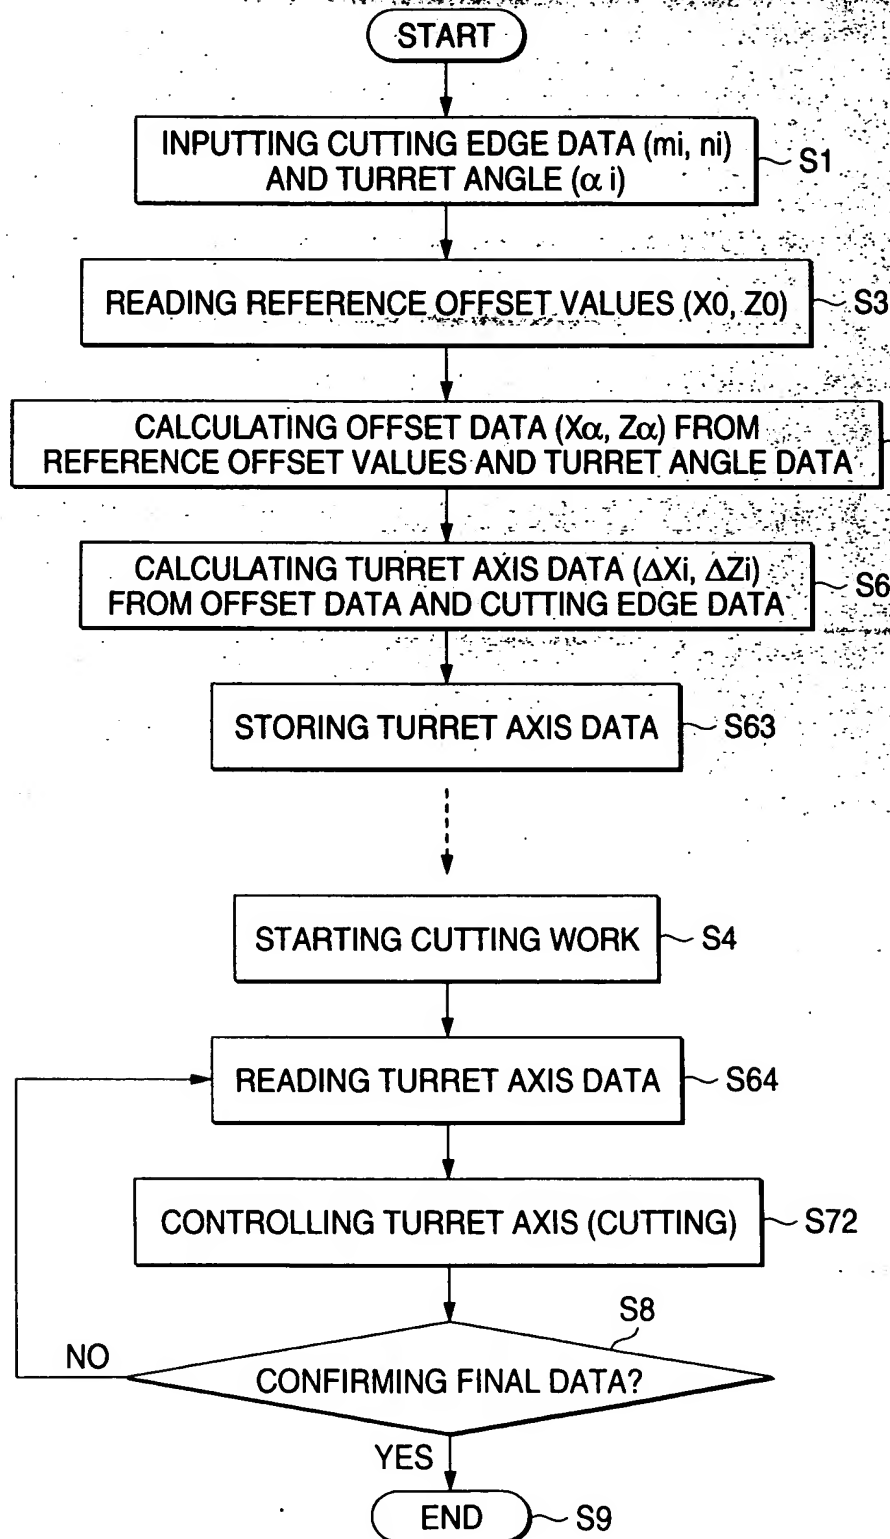 START
INPUTTING CUTTING EDGE DATA (mi, ni)
AND TURRET ANGLE (α i)
S1
READING REFERENCE OFFSET VALUES (X0, Z0)
S3
CALCULATING OFFSET DATA (Xα, Zα) FROM
REFERENCE OFFSET VALUES AND TURRET ANGLE DATA
CALCULATING TURRET AXIS DATA (ΔXi, ΔZi)
FROM OFFSET DATA AND CUTTING EDGE DATA
S6
STORING TURRET AXIS DATA
S63
STARTING CUTTING WORK
S4
READING TURRET AXIS DATA
S64
CONTROLLING TURRET AXIS (CUTTING)
S72
S8
NO
CONFIRMING FINAL DATA?
YES
END
S9